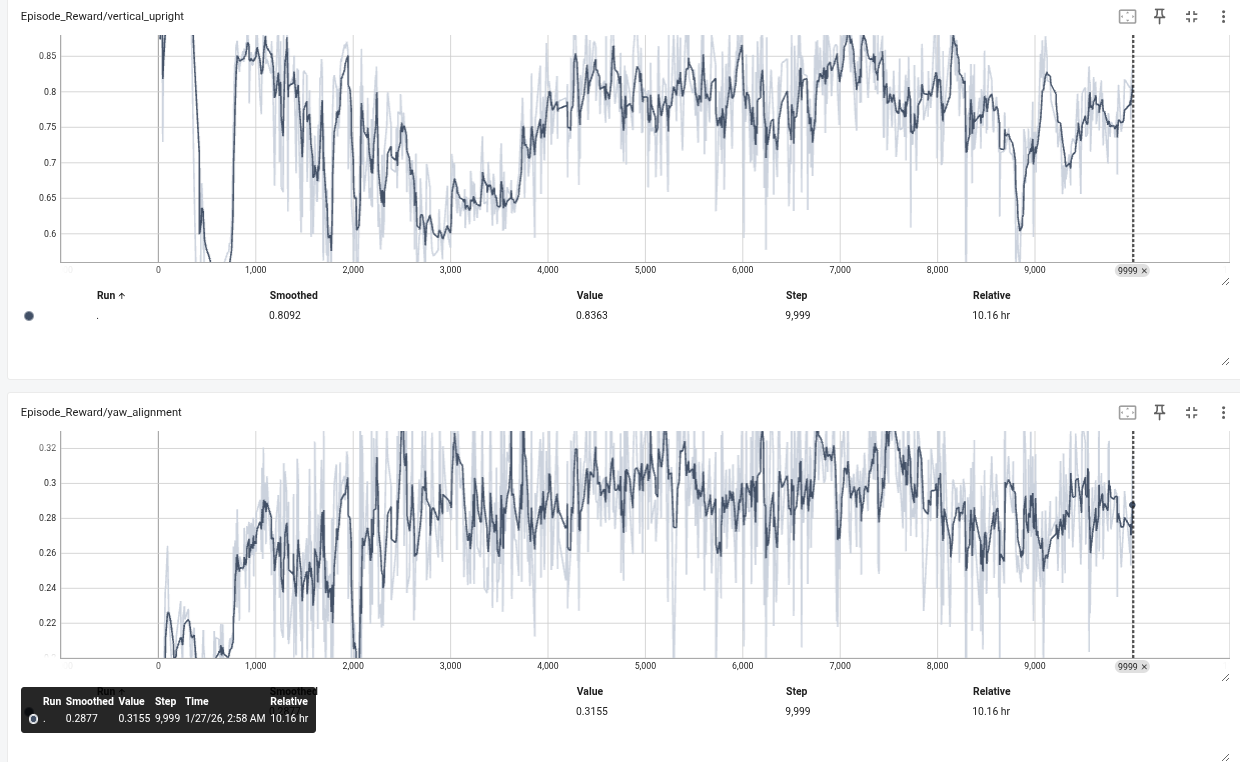 Episode_Reward/vertical_upright
0.85
0.8
0.75
0.7
0.65
0.6
0 1,000 2,000 3,000 4,000 5,000 6,000 7,000 8,000 9,000 9999 ×
Run ↑ Smoothed Value Step Relative
. 0.8092 0.8363 9,999 10.16 hr
Episode_Reward/yaw_alignment
0.32
0.3
0.28
0.26
0.24
0.22
0 1,000 2,000 3,000 4,000 5,000 6,000 7,000 8,000 9,000 9999 ×
Run ↑ Smoothed Value Step Relative
0.3155 9,999 10.16 hr
Run Smoothed Value Step Time Relative
. 0.2877 0.3155 9,999 1/27/26, 2:58 AM 10.16 hr